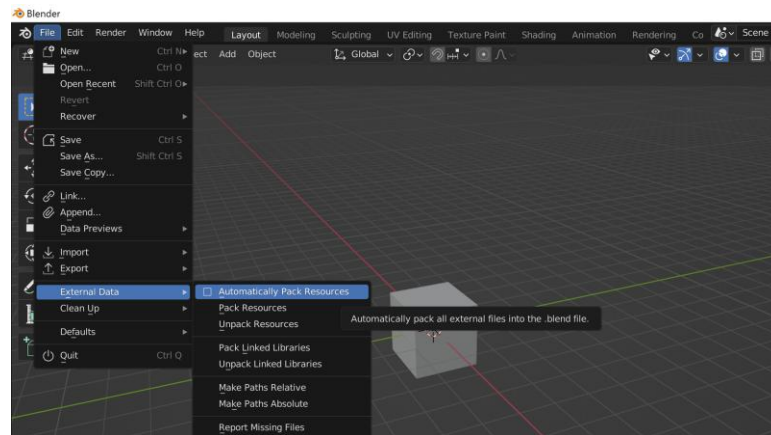 Blender
File Edit Render Window Help Layout Modeling Sculpting UV Editing Texture Paint Shading Animation Rendering Co Scene
New Ctrl N
ect Add Object Global
Open... Ctrl O
Open Recent Shift Ctrl O
Revert
Recover
Save Ctrl S
Save As... Shift Ctrl S
Save Copy...
Link...
Append...
Data Previews
Import
Export
External Data
Automatically Pack Resources
Clean Up
Pack Resources
Automatically pack all external files into the .blend file.
Unpack Resources
Defaults
Pack Linked Libraries
Quit Ctrl Q
Unpack Linked Libraries
Make Paths Relative
Make Paths Absolute
Report Missing Files